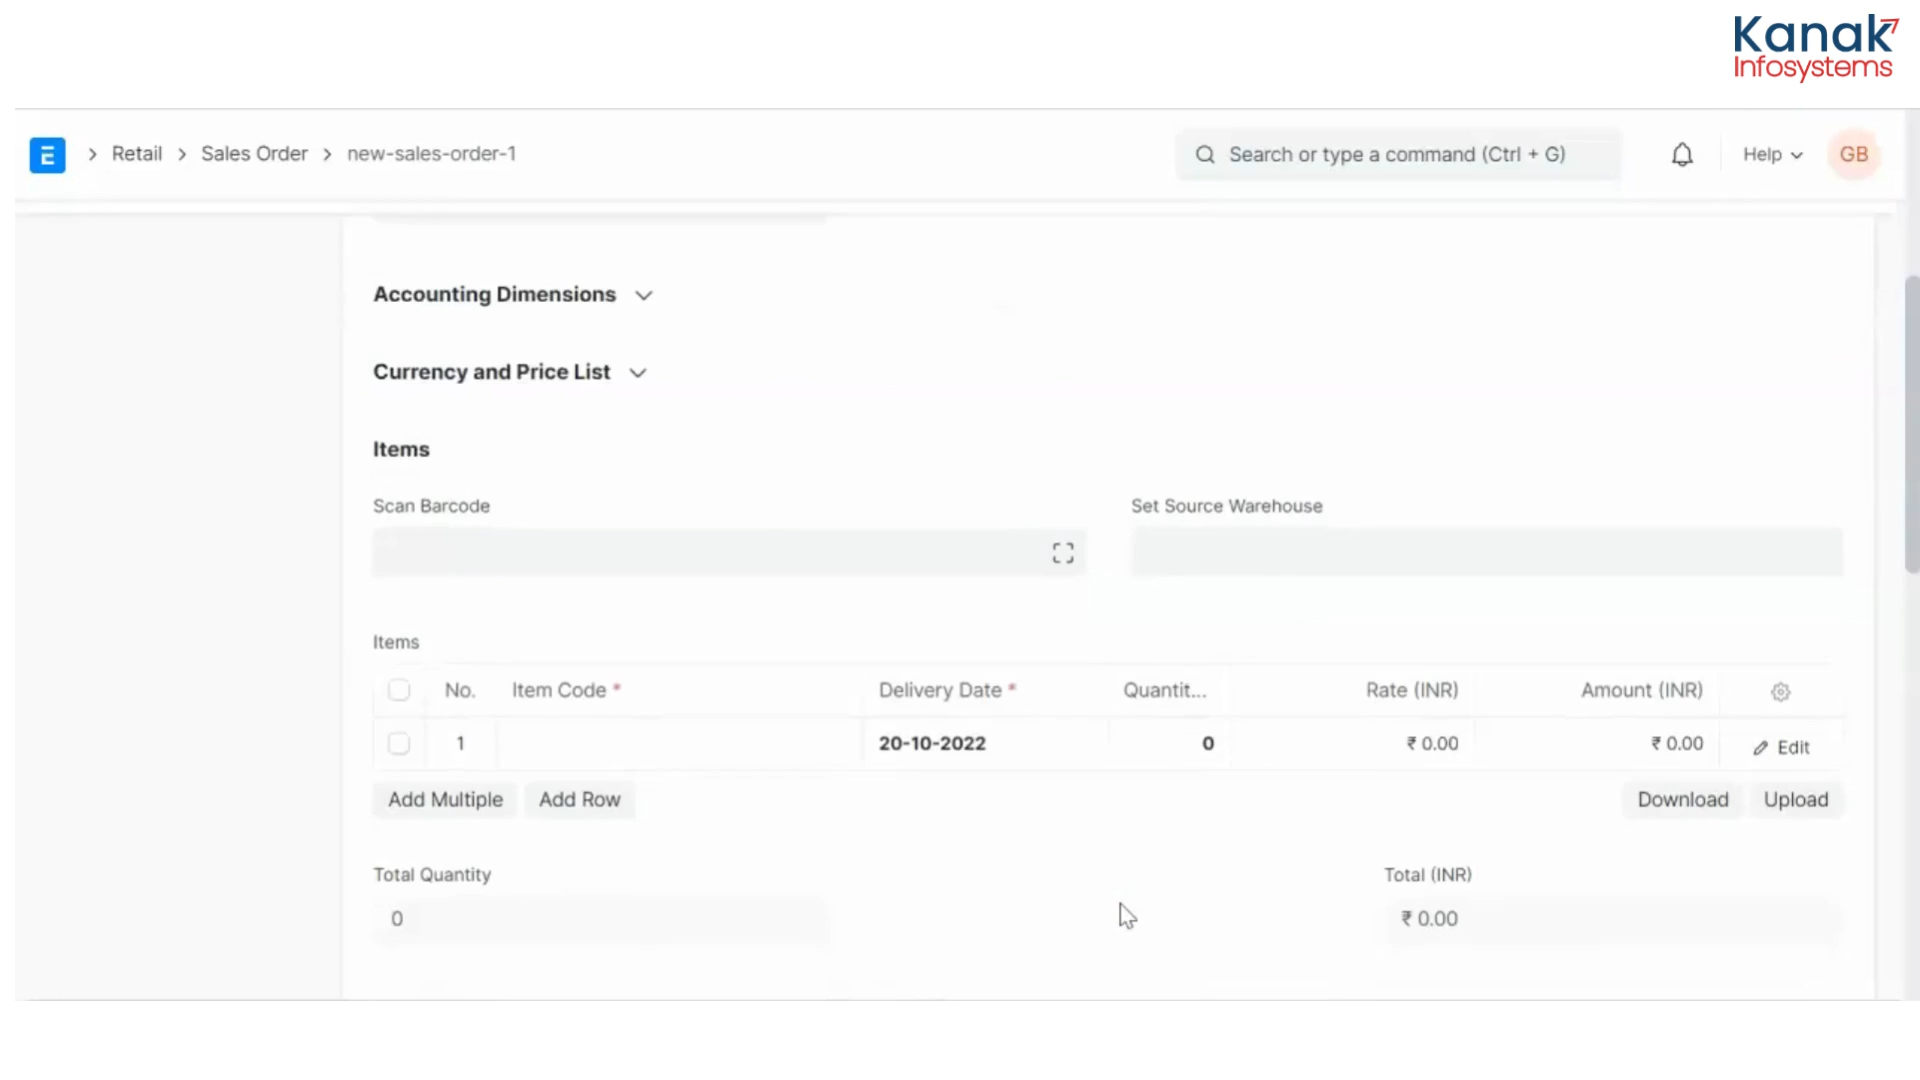 Kanak
Infosystems
E > Retail > Sales Order > new-sales-order-1 Search or type a command (Ctrl + G) Help GB
Accounting Dimensions
Currency and Price List
Items
Scan Barcode Set Source Warehouse
Items
No. Item Code * Delivery Date * Quantit... Rate (INR) Amount (INR)
1 20-10-2022 0 ₹ 0.00 ₹ 0.00 Edit
Add Multiple Add Row Download Upload
Total Quantity Total (INR)
0 ₹ 0.00